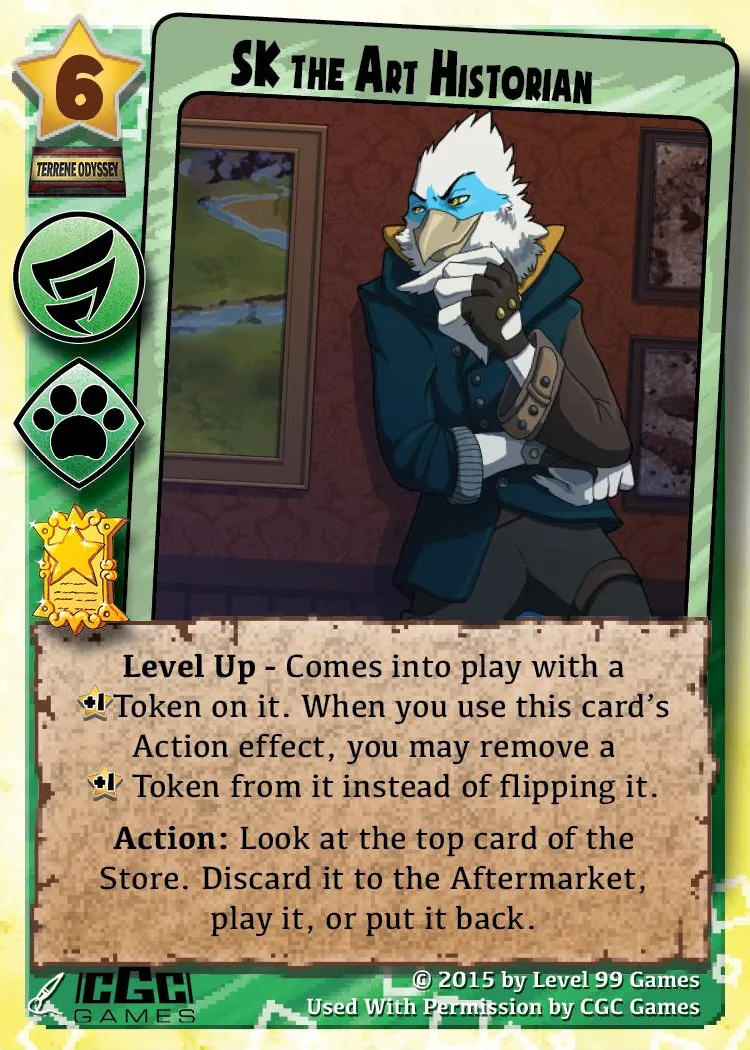 6
SK THE ART HISTORIAN
TERRENE ODYSSEY
Level Up - Comes into play with a
+1 Token on it. When you use this card's
Action effect, you may remove a
+1 Token from it instead of flipping it.
Action: Look at the top card of the
Store. Discard it to the Aftermarket,
play it, or put it back.
CGC
GAMES
© 2015 by Level 99 Games
Used With Permission by CGC Games